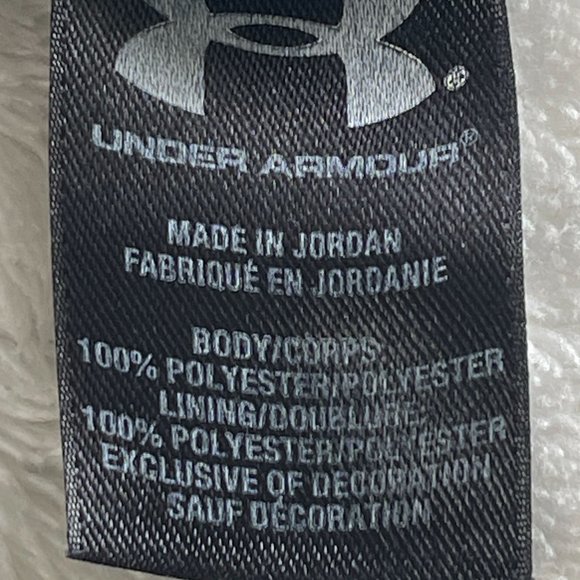 UNDER ARMOUR®
MADE IN JORDAN
FABRIQUÉ EN JORDANIE
BODY/CORPS:
100% POLYESTER/POLYESTER
LINING/DOUBLURE:
100% POLYESTER/POLYESTER
EXCLUSIVE OF DECORATION
SAUF DÉCORATION